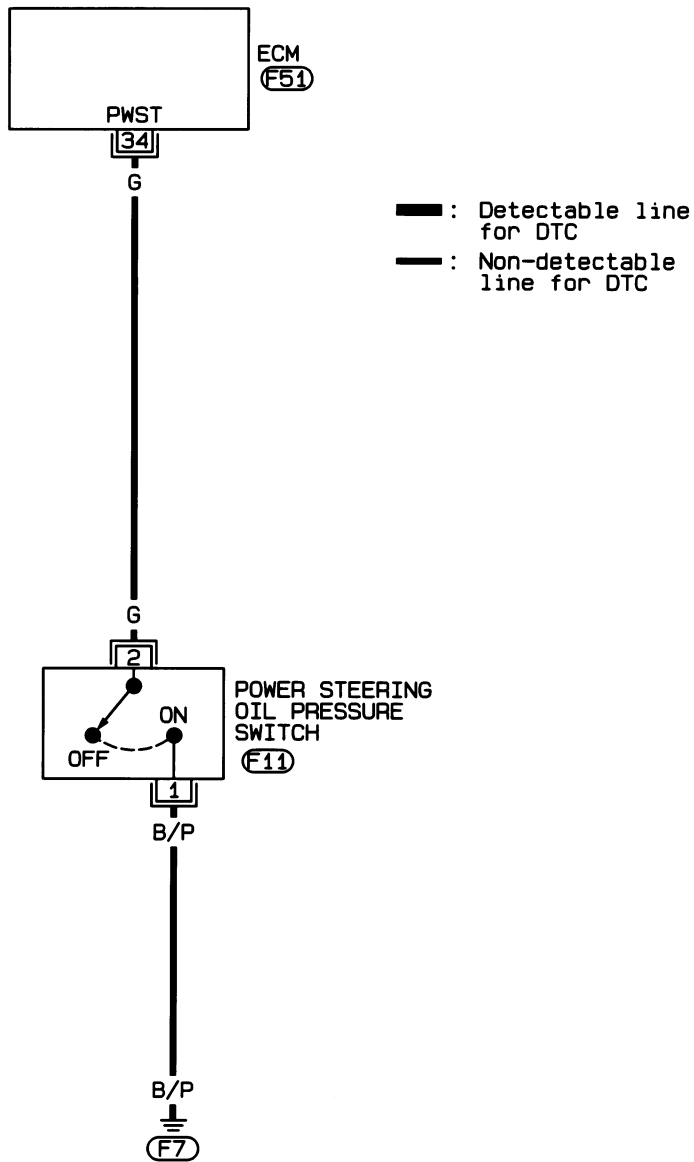 ECM
F51
PWST
34
G
: Detectable line
for DTC
: Non-detectable
line for DTC
G
2
POWER STEERING
OIL PRESSURE
SWITCH
F11
ON
OFF
1
B/P
B/P
F7